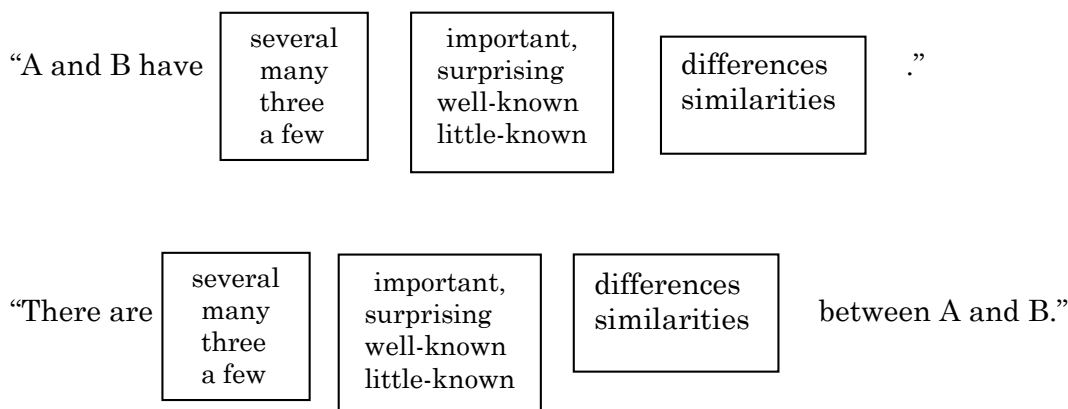 “A and B have
several
many
three
a few
important,
surprising
well-known
little-known
differences
similarities
.”
“There are
several
many
three
a few
important,
surprising
well-known
little-known
differences
similarities
between A and B.”